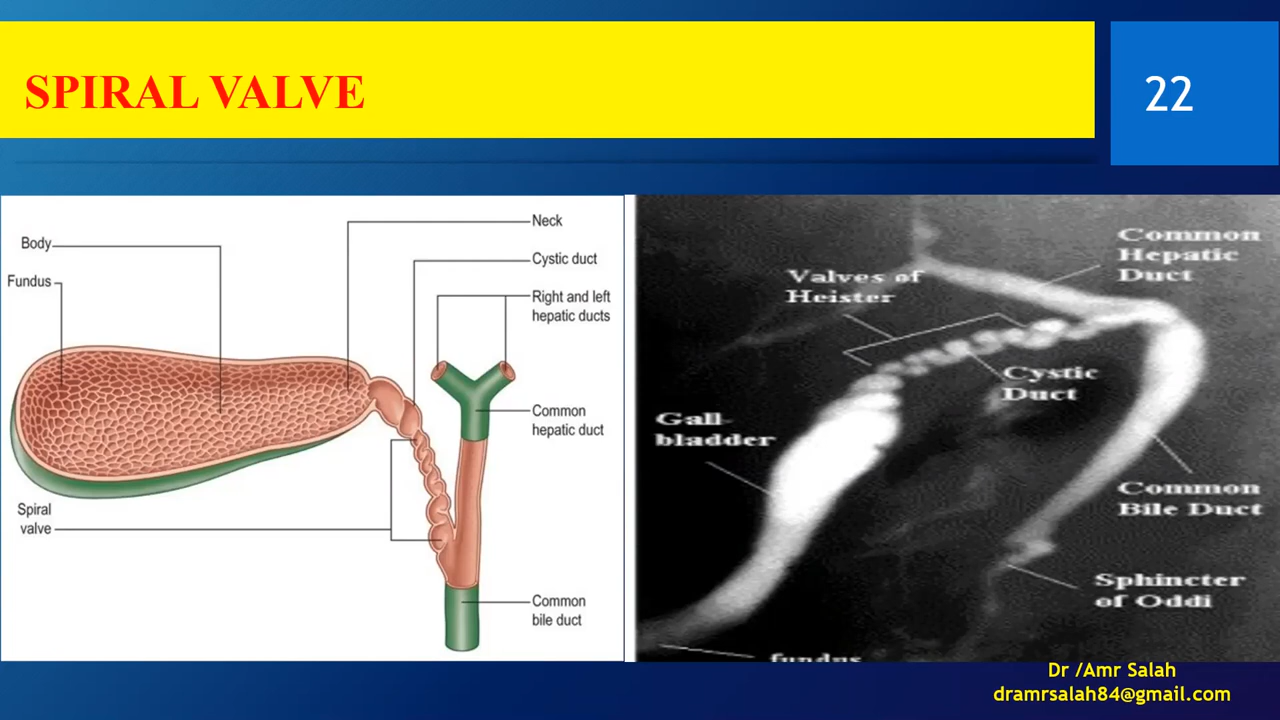 SPIRAL VALVE
22
Body
Fundus
Spiral
valve
Neck
Cystic duct
Right and left
hepatic ducts
Common
hepatic duct
Common
bile duct
Common
Hepatic
Duct
Valves of
Heister
Cystic
Duct
Gall-
bladder
Common
Bile Duct
Sphincter
of Oddi
fundus
Dr /Amr Salah
dramrsalah84@gmail.com